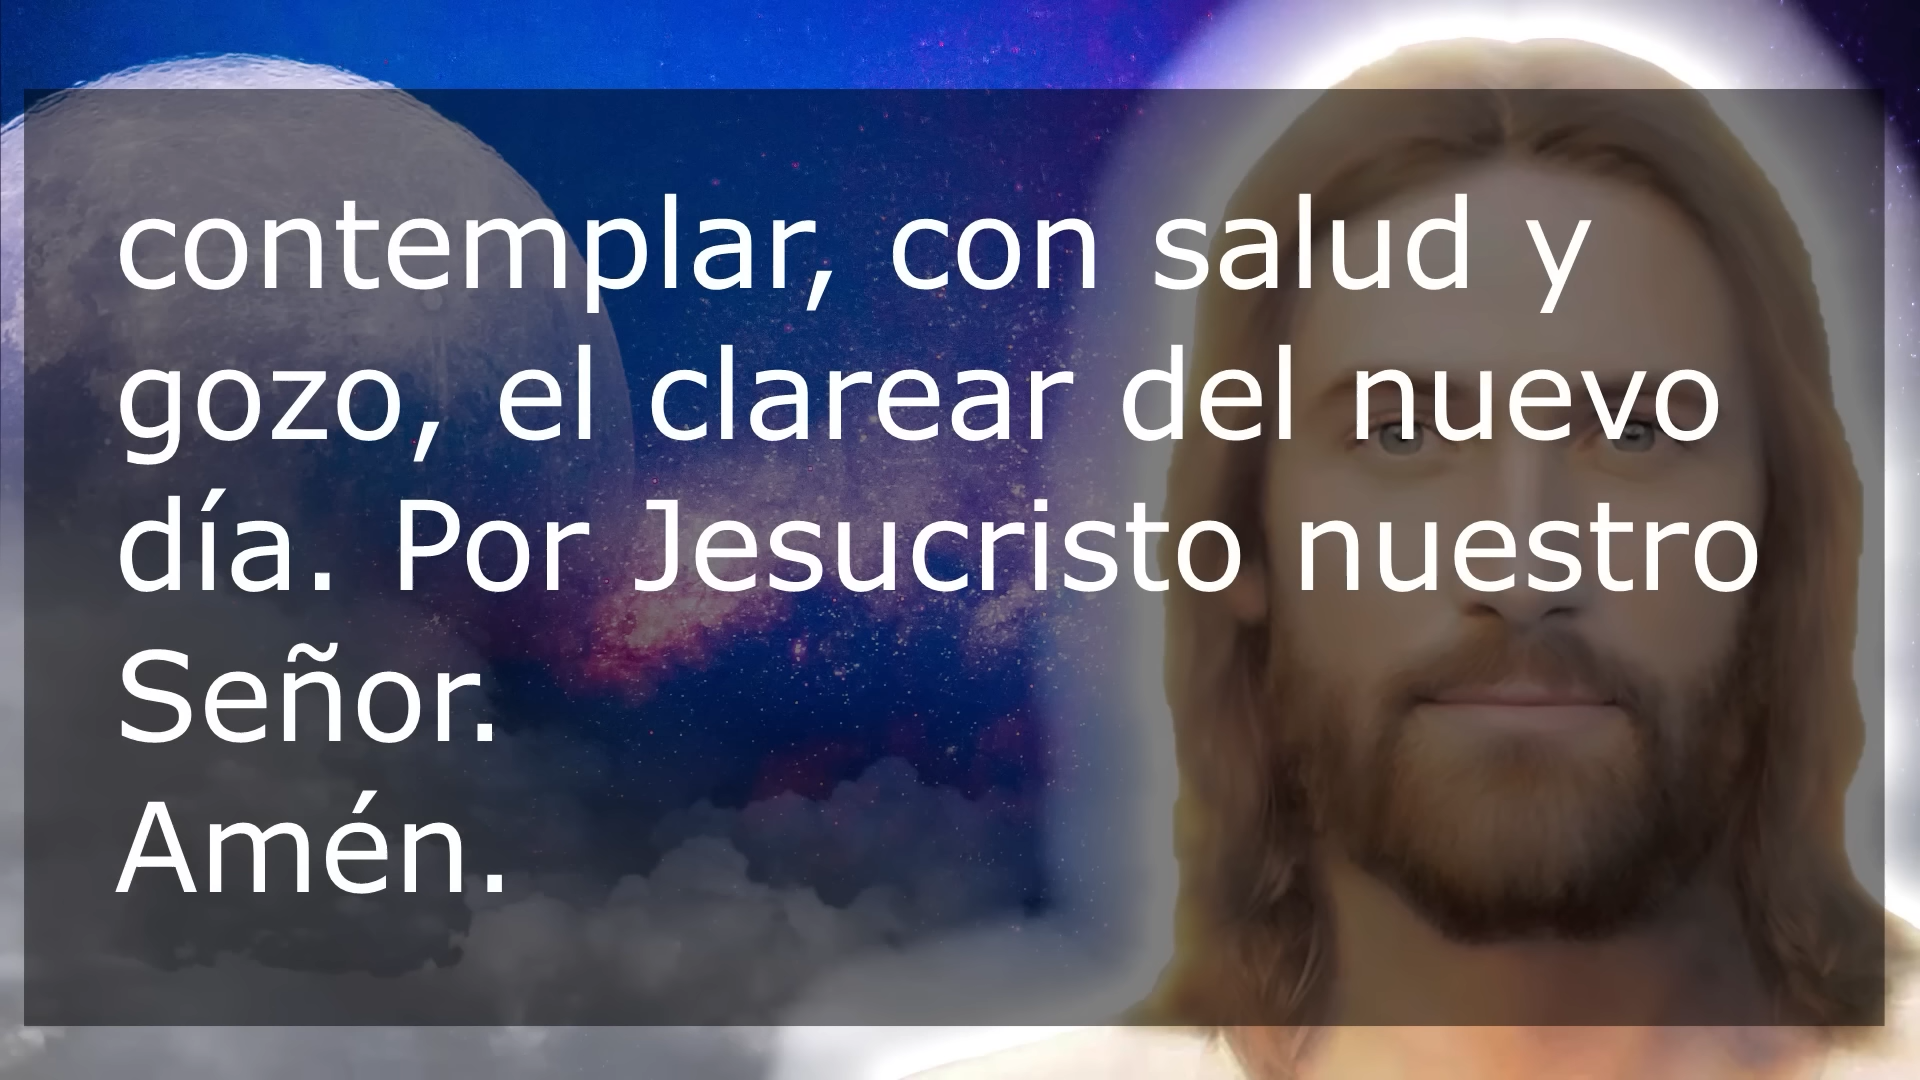 contemplar, con salud y
gozo, el clarear del nuevo
día. Por Jesucristo nuestro
Señor.
Amén.